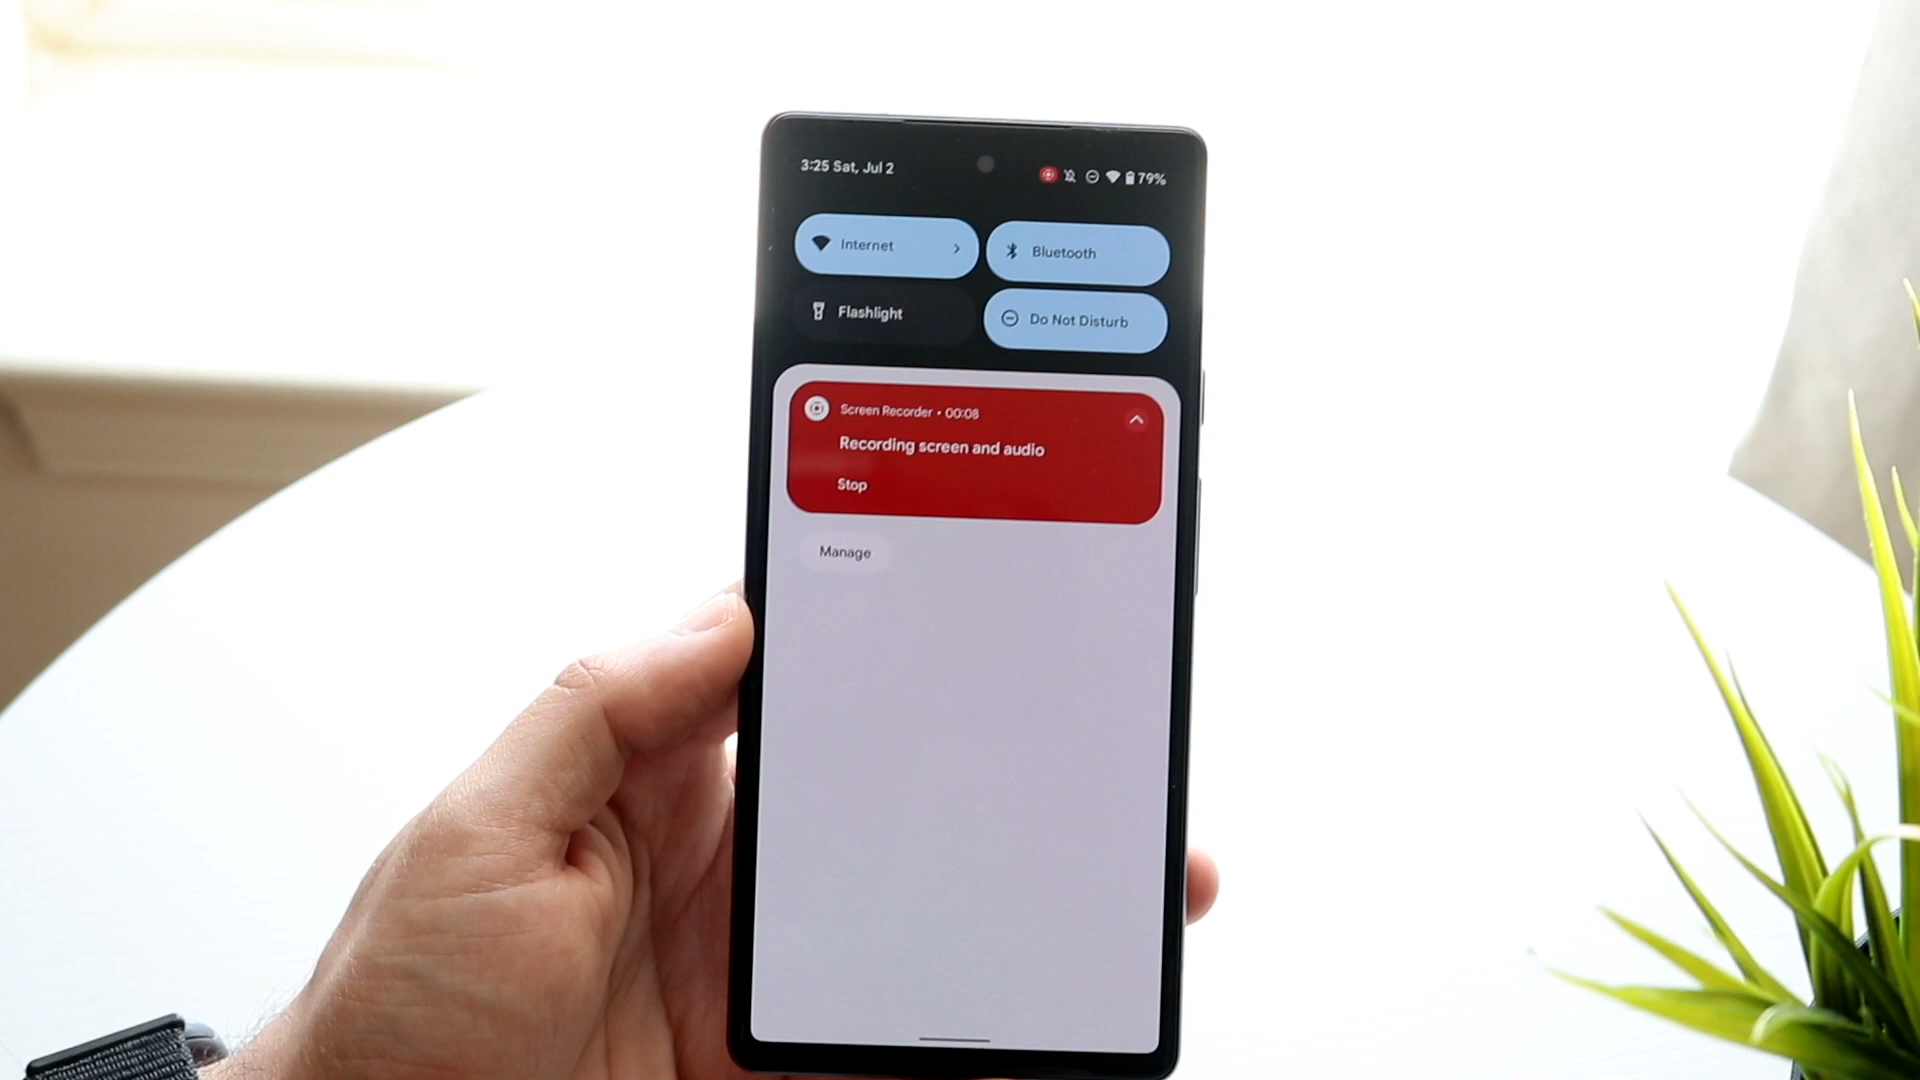 3:25 Sat, Jul 2
79%
Internet
Bluetooth
Flashlight
Do Not Disturb
Screen Recorder • 00:08
Recording screen and audio
Stop
Manage